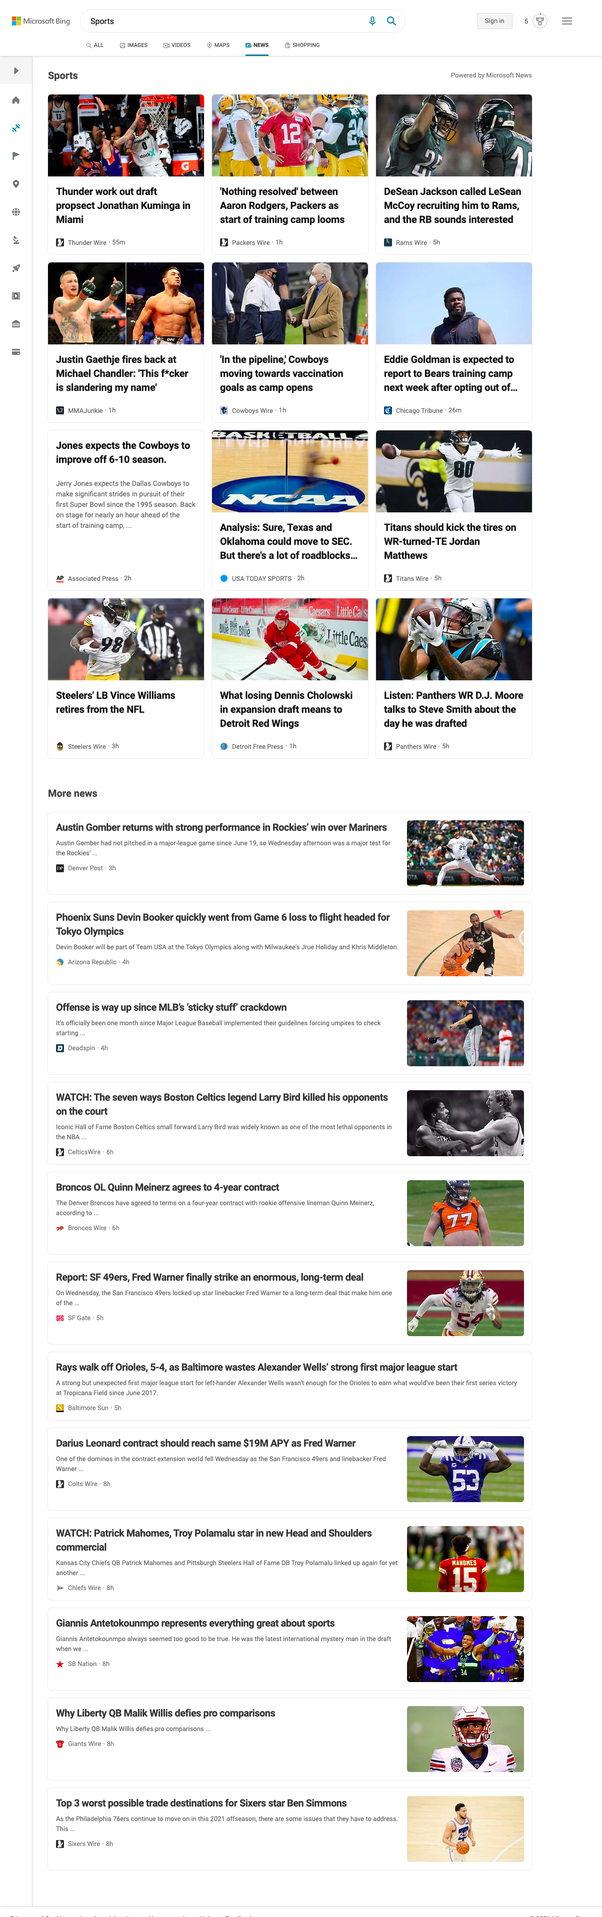 Microsoft Bing
Sports
Sign in
5
ALL
IMAGES
VIDEOS
MAPS
NEWS
SHOPPING
Sports
Powered by Microsoft News
Thunder work out draft
propsect Jonathan Kuminga in
Miami
Thunder Wire · 55m
'Nothing resolved' between
Aaron Rodgers, Packers as
start of training camp looms
Packers Wire · 1h
DeSean Jackson called LeSean
McCoy recruiting him to Rams,
and the RB sounds interested
Rams Wire · 5h
Justin Gaethje fires back at
Michael Chandler: 'This f*cker
is slandering my name'
MMAJunkie · 1h
'In the pipeline,' Cowboys
moving towards vaccination
goals as camp opens
Cowboys Wire · 1h
Eddie Goldman is expected to
report to Bears training camp
next week after opting out of...
Chicago Tribune · 26m
Jones expects the Cowboys to
improve off 6-10 season.
Jerry Jones expects the Dallas Cowboys to
make significant strides in pursuit of their
first Super Bowl since the 1995 season. Back
on stage for nearly an hour ahead of the
start of training camp, ...
AP Associated Press · 2h
BASKETBALL
NCAA
Analysis: Sure, Texas and
Oklahoma could move to SEC.
But there's a lot of roadblocks...
USA TODAY SPORTS · 2h
80
Titans should kick the tires on
WR-turned-TE Jordan
Matthews
Titans Wire · 5h
98
Steelers' LB Vince Williams
retires from the NFL
Steelers Wire · 3h
Little Caesars
What losing Dennis Cholowski
in expansion draft means to
Detroit Red Wings
Detroit Free Press · 1h
Listen: Panthers WR D.J. Moore
talks to Steve Smith about the
day he was drafted
Panthers Wire · 5h
More news
Austin Gomber returns with strong performance in Rockies' win over Mariners
Austin Gomber had not pitched in a major-league game since June 19, so Wednesday afternoon was a major test for
the Rockies' ...
Denver Post · 3h
Phoenix Suns Devin Booker quickly went from Game 6 loss to flight headed for
Tokyo Olympics
Devin Booker will be part of Team USA at the Tokyo Olympics along with Milwaukee's Jrue Holiday and Khris Middleton.
Arizona Republic · 4h
Offense is way up since MLB's 'sticky stuff' crackdown
It's officially been one month since Major League Baseball implemented their guidelines forcing umpires to check
starting ...
Deadspin · 4h
WATCH: The seven ways Boston Celtics legend Larry Bird killed his opponents
on the court
Iconic Hall of Fame Boston Celtics small forward Larry Bird was widely known as one of the most lethal opponents in
the NBA ...
CelticsWire · 6h
Broncos OL Quinn Meinerz agrees to 4-year contract
The Denver Broncos have agreed to terms on a four-year contract with rookie offensive lineman Quinn Meinerz,
according to ...
Broncos Wire · 6h
77
Report: SF 49ers, Fred Warner finally strike an enormous, long-term deal
On Wednesday, the San Francisco 49ers locked up star linebacker Fred Warner to a long-term deal that make him one
of the ...
SF Gate · 5h
54
Rays walk off Orioles, 5-4, as Baltimore wastes Alexander Wells' strong first major league start
A strong but unexpected first major league start for left-hander Alexander Wells wasn't enough for the Orioles to earn what would've been their first series victory
at Tropicana Field since June 2017.
Baltimore Sun · 5h
Darius Leonard contract should reach same $19M APY as Fred Warner
One of the dominos in the contract extension world fell Wednesday as the San Francisco 49ers and linebacker Fred
Warner ...
Colts Wire · 8h
53
WATCH: Patrick Mahomes, Troy Polamalu star in new Head and Shoulders
commercial
Kansas City Chiefs QB Patrick Mahomes and Pittsburgh Steelers Hall of Fame DB Troy Polamalu linked up again for yet
another ...
Chiefs Wire · 8h
MAHOMES
15
Giannis Antetokounmpo represents everything great about sports
Giannis Antetokounmpo always seemed too good to be true. He was the latest international mystery man in the draft
when we ...
SB Nation · 8h
34
Why Liberty QB Malik Willis defies pro comparisons
Why Liberty QB Malik Willis defies pro comparisons ...
Giants Wire · 8h
Top 3 worst possible trade destinations for Sixers star Ben Simmons
As the Philadelphia 76ers continue to move on in this 2021 offseason, there are some issues that they have to address.
This ...
Sixers Wire · 8h